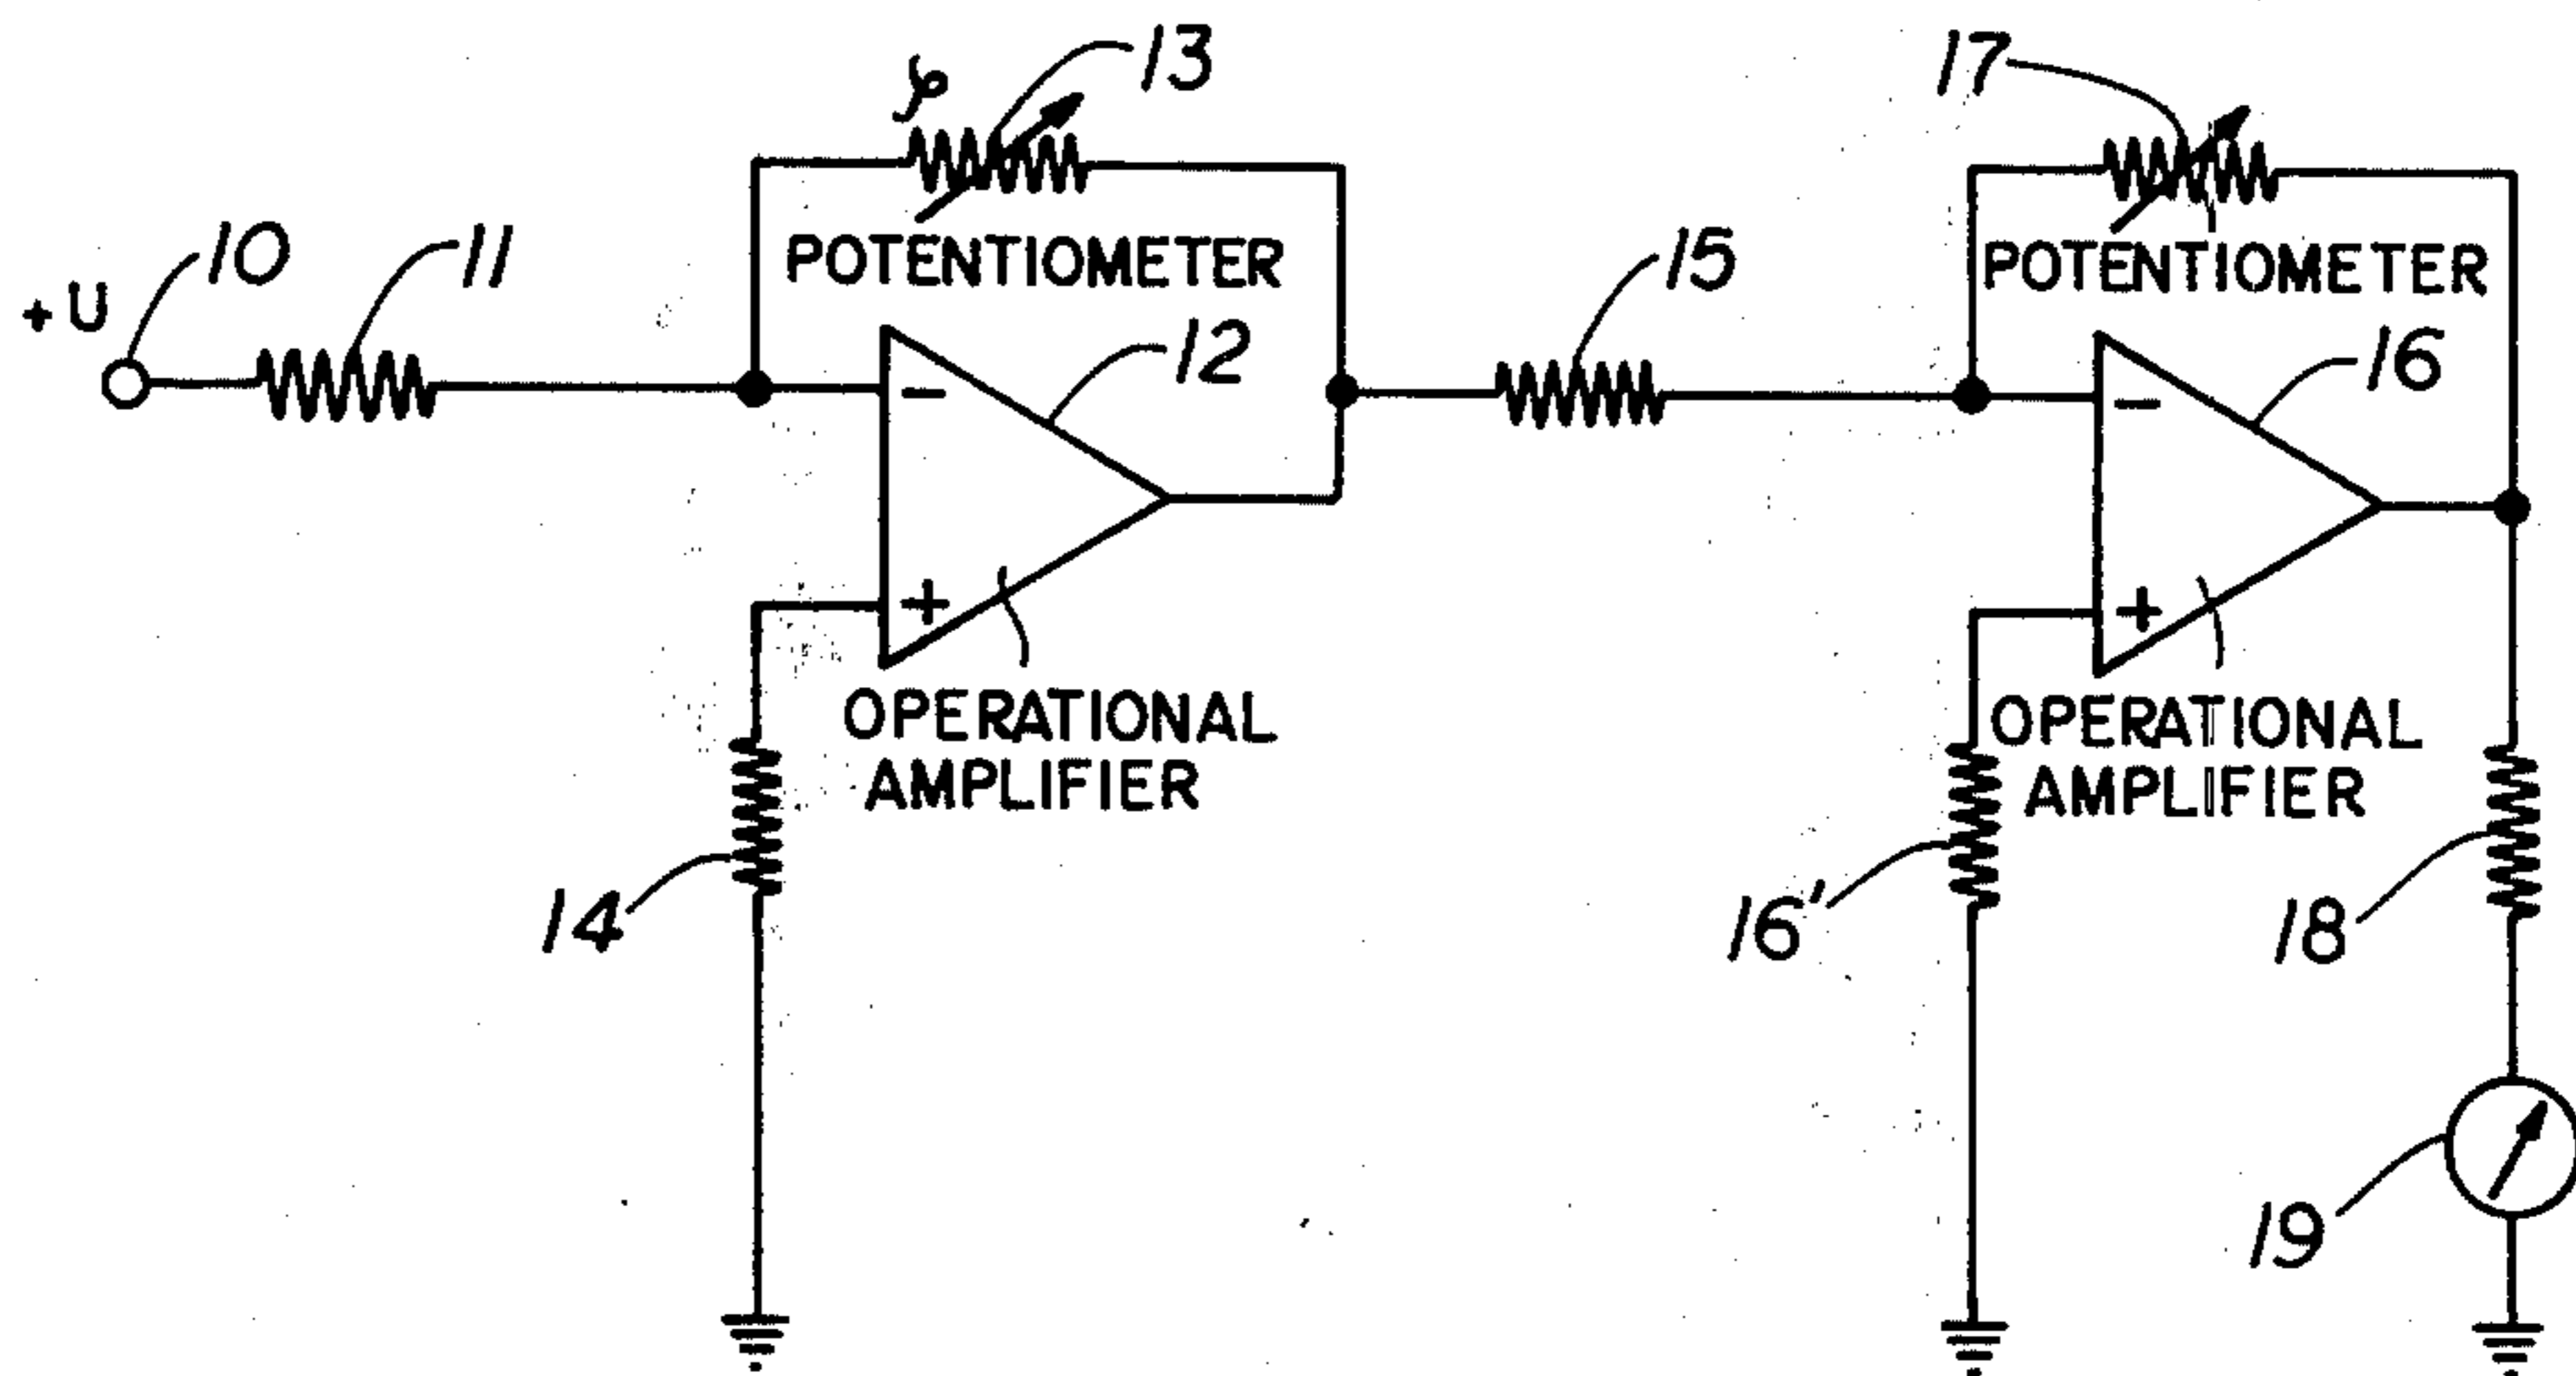 φ
13
17
+U
10
11
POTENTIOMETER
15
POTENTIOMETER
12
16
-
-
+
+
OPERATIONAL
AMPLIFIER
OPERATIONAL
AMPLIFIER
14
16'
18
19